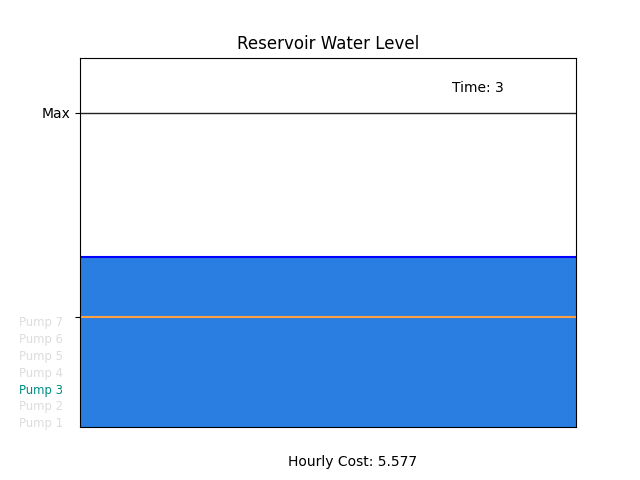 Reservoir Water Level
Time: 3
Max
Pump 7
Pump 6
Pump 5
Pump 4
Pump 3
Pump 2
Pump 1
Hourly Cost: 5.577